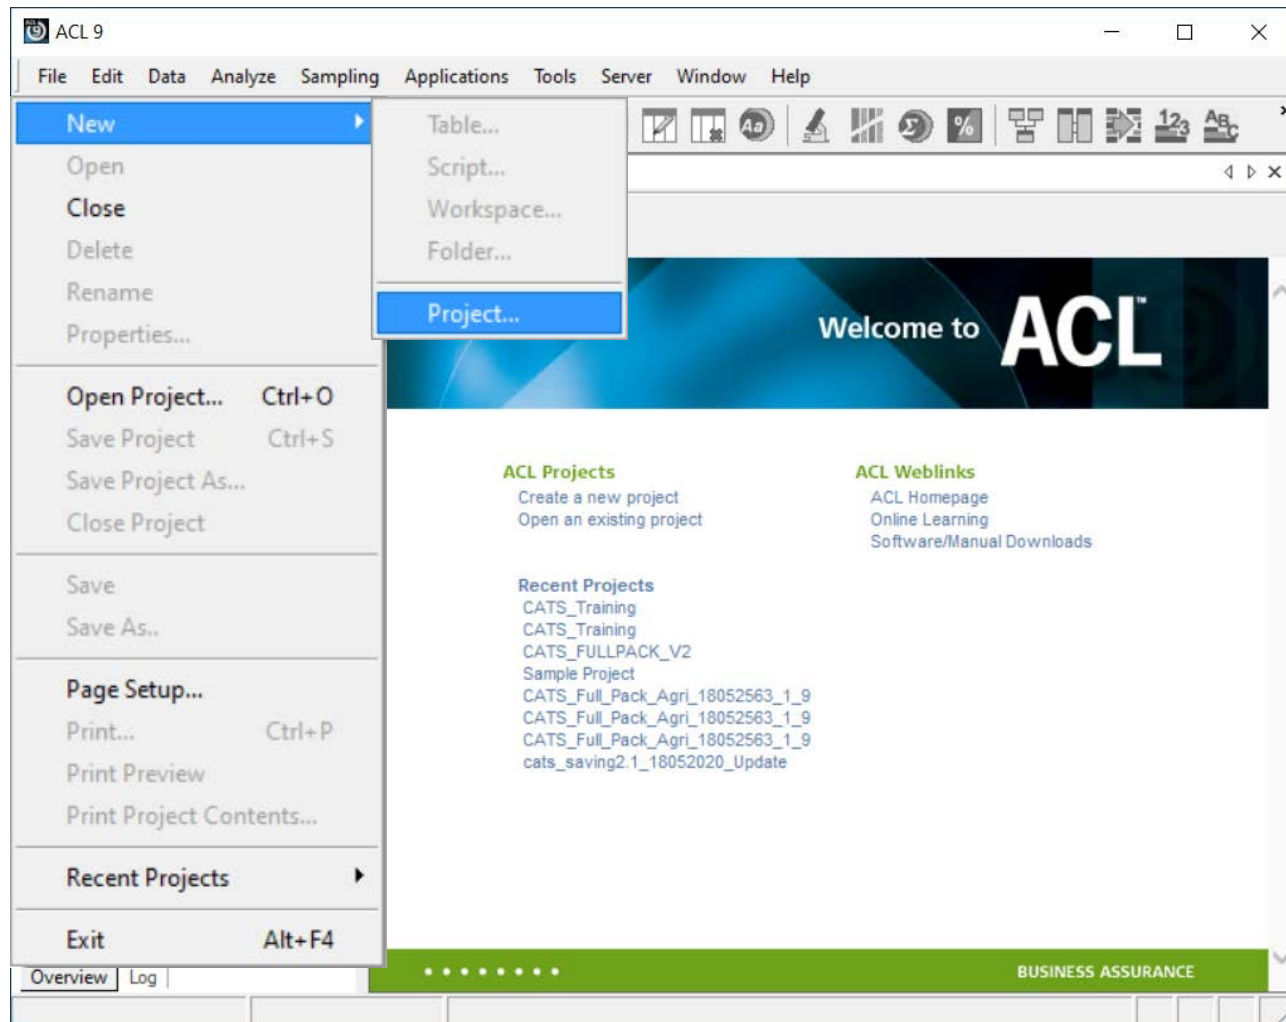 ACL 9
File Edit Data Analyze Sampling Applications Tools Server Window Help
New
Open
Close
Delete
Rename
Properties...
Open Project... Ctrl+O
Save Project Ctrl+S
Save Project As...
Close Project
Save
Save As..
Page Setup...
Print... Ctrl+P
Print Preview
Print Project Contents...
Recent Projects
Exit Alt+F4
Table...
Script...
Workspace...
Folder...
Project...
Welcome to ACL™
ACL Projects
Create a new project
Open an existing project
ACL Weblinks
ACL Homepage
Online Learning
Software/Manual Downloads
Recent Projects
CATS_Training
CATS_Training
CATS_FULLPACK_V2
Sample Project
CATS_Full_Pack_Agri_18052563_1_9
CATS_Full_Pack_Agri_18052563_1_9
CATS_Full_Pack_Agri_18052563_1_9
cats_saving2.1_18052020_Update
BUSINESS ASSURANCE
Overview Log